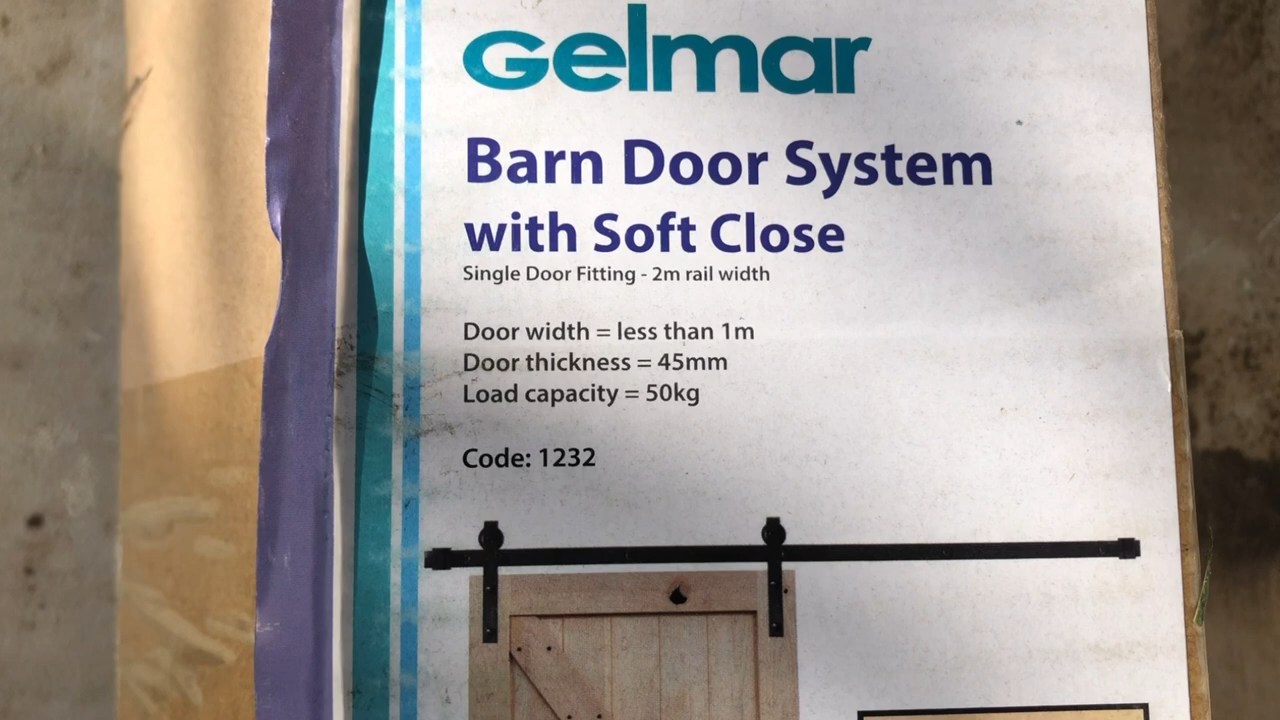 Gelmar
Barn Door System
with Soft Close
Single Door Fitting - 2m rail width
Door width = less than 1m
Door thickness = 45mm
Load capacity = 50kg
Code: 1232